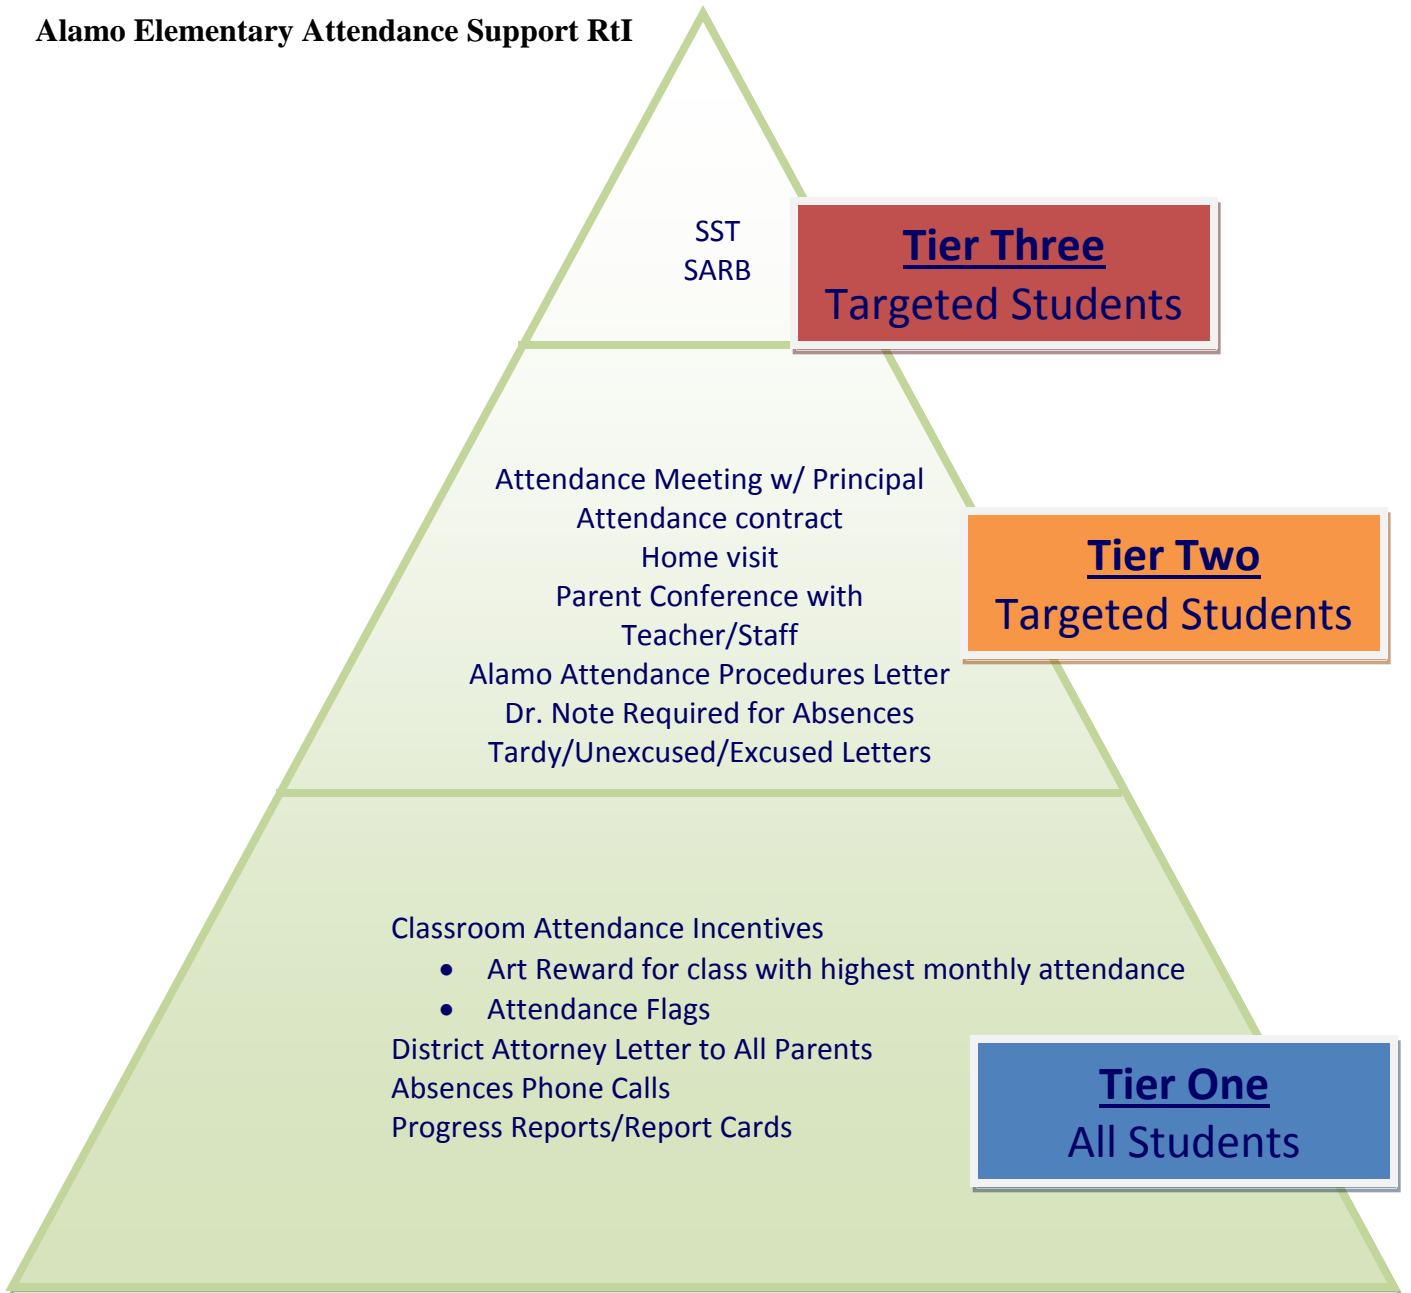 Alamo Elementary Attendance Support RtI
SST
SARB
Tier Three
Targeted Students
Attendance Meeting w/ Principal
Attendance contract
Home visit
Parent Conference with
Teacher/Staff
Alamo Attendance Procedures Letter
Dr. Note Required for Absences
Tardy/Unexcused/Excused Letters
Tier Two
Targeted Students
Classroom Attendance Incentives
• Art Reward for class with highest monthly attendance
• Attendance Flags
District Attorney Letter to All Parents
Absences Phone Calls
Progress Reports/Report Cards
Tier One
All Students